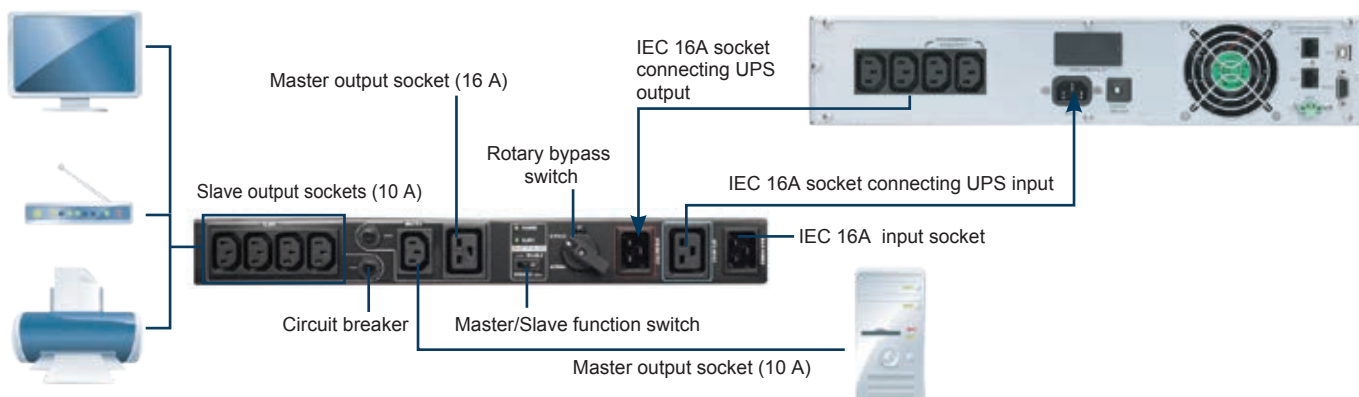 IEC 16A socket
connecting UPS
output
Master output socket (16 A)
Rotary bypass
switch
Slave output sockets (10 A)
IEC 16A socket connecting UPS input
IEC 16A input socket
Circuit breaker
Master/Slave function switch
Master output socket (10 A)